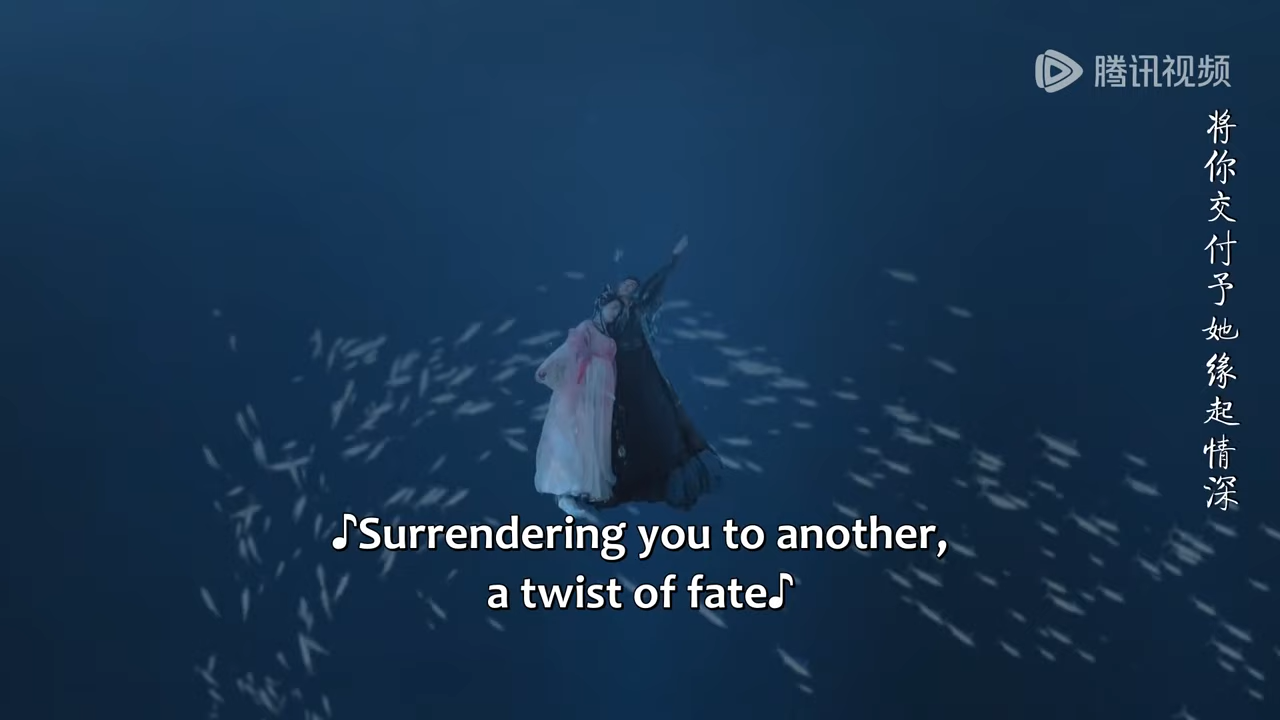 腾讯视频
将你交付予她缘起情深
♪Surrendering you to another,
a twist of fate♪